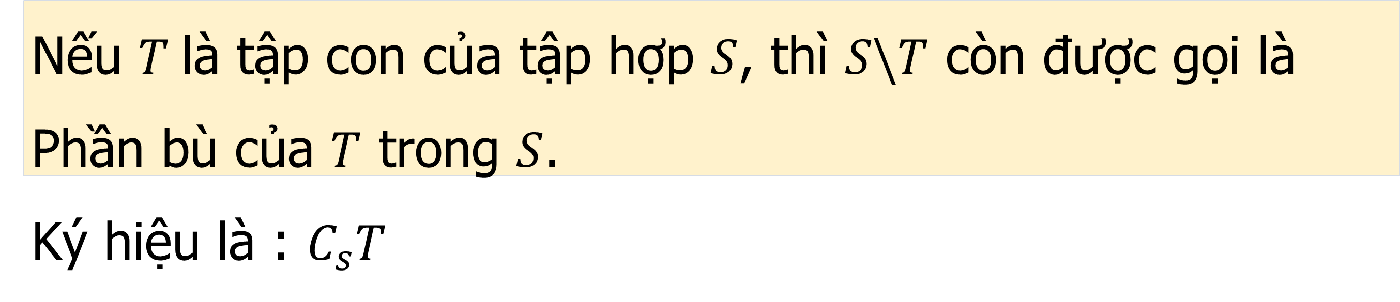 Nếu T là tập con của tập hợp S, thì S\T còn được gọi là
Phần bù của T trong S.
Ký hiệu là : CₛT